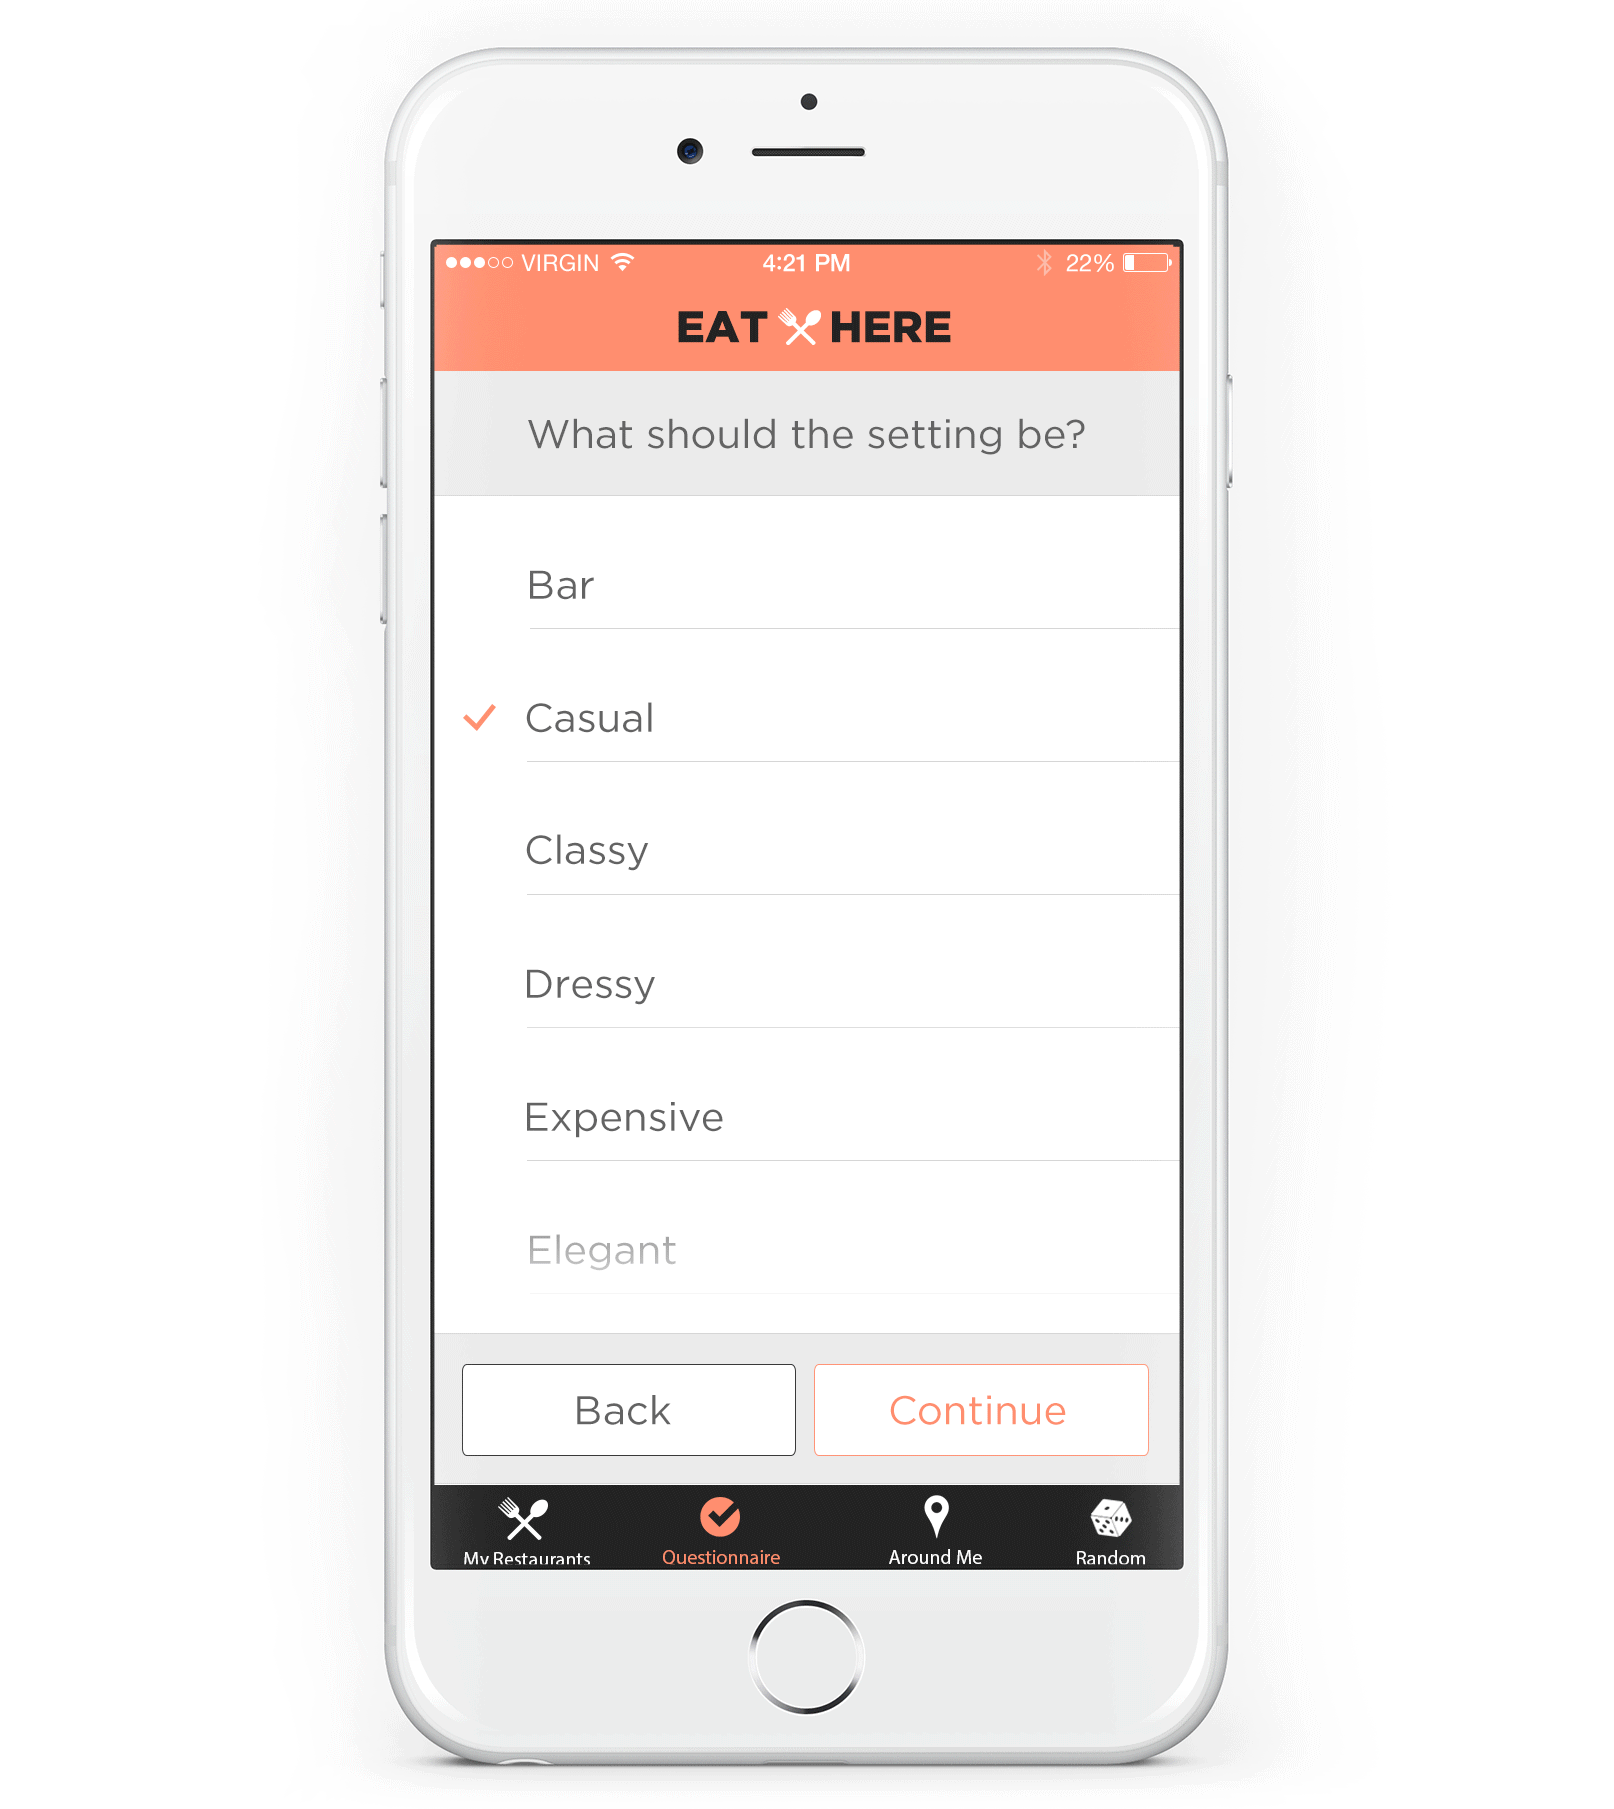 VIRGIN 4:21 PM 22%
EAT HERE
What should the setting be?
Bar
Casual
Classy
Dressy
Expensive
Elegant
Back Continue
My Restaurants Questionnaire Around Me Random